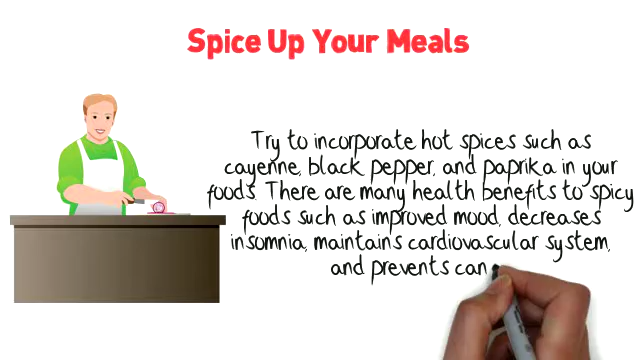 Spice Up Your Meals
Try to incorporate hot spices such as
cayenne, black pepper, and paprika in your
foods. There are many health benefits to spicy
foods such as improved mood, decreases
insomnia, maintains cardiovascular system,
and prevents can